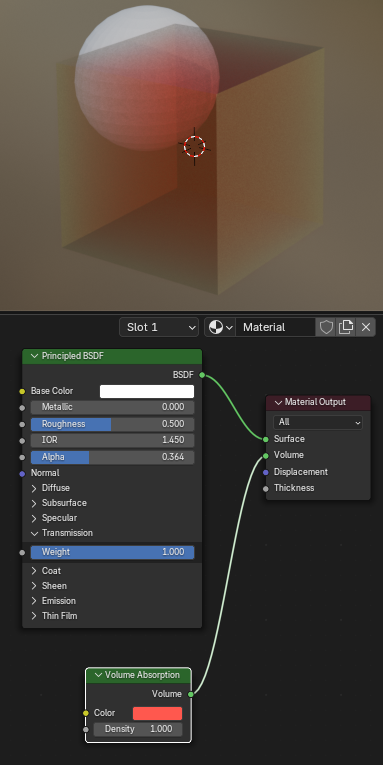 Slot 1
Material
Principled BSDF
BSDF
Base Color
Metallic 0.000
Roughness 0.500
IOR 1.450
Alpha 0.364
Normal
Diffuse
Subsurface
Specular
Transmission
Weight 1.000
Coat
Sheen
Emission
Thin Film
Material Output
All
Surface
Volume
Displacement
Thickness
Volume Absorption
Volume
Color
Density 1.000